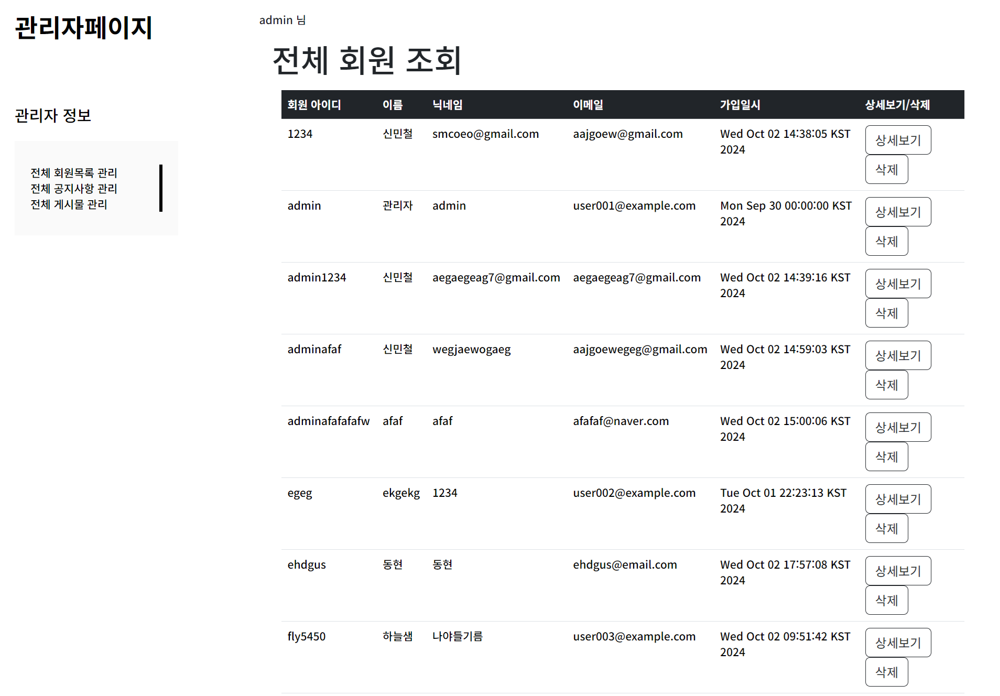 관리자페이지
관리자 정보
전체 회원목록 관리
전체 공지사항 관리
전체 게시물 관리
admin 님
전체 회원 조회
회원 아이디 이름 닉네임 이메일 가입일시 상세보기/삭제
1234 신민철 smcoeo@gmail.com aajgoew@gmail.com Wed Oct 02 14:38:05 KST 상세보기
2024
삭제
admin 관리자 admin user001@example.com Mon Sep 30 00:00:00 KST 상세보기
2024
삭제
admin1234 신민철 aegaegeag7@gmail.com aegaegeag7@gmail.com Wed Oct 02 14:39:16 KST 상세보기
2024
삭제
adminafaf 신민철 wegjaewogaeg aajgoewegeg@gmail.com Wed Oct 02 14:59:03 KST 상세보기
2024
삭제
adminafafafafw afaf afaf afafaf@naver.com Wed Oct 02 15:00:06 KST 상세보기
2024
삭제
egeg ekgekg 1234 user002@example.com Tue Oct 01 22:23:13 KST 상세보기
2024
삭제
ehdgus 동현 동현 ehdgus@email.com Wed Oct 02 17:57:08 KST 상세보기
2024
삭제
fly5450 하늘샘 나야들기름 user003@example.com Wed Oct 02 09:51:42 KST 상세보기
2024
삭제